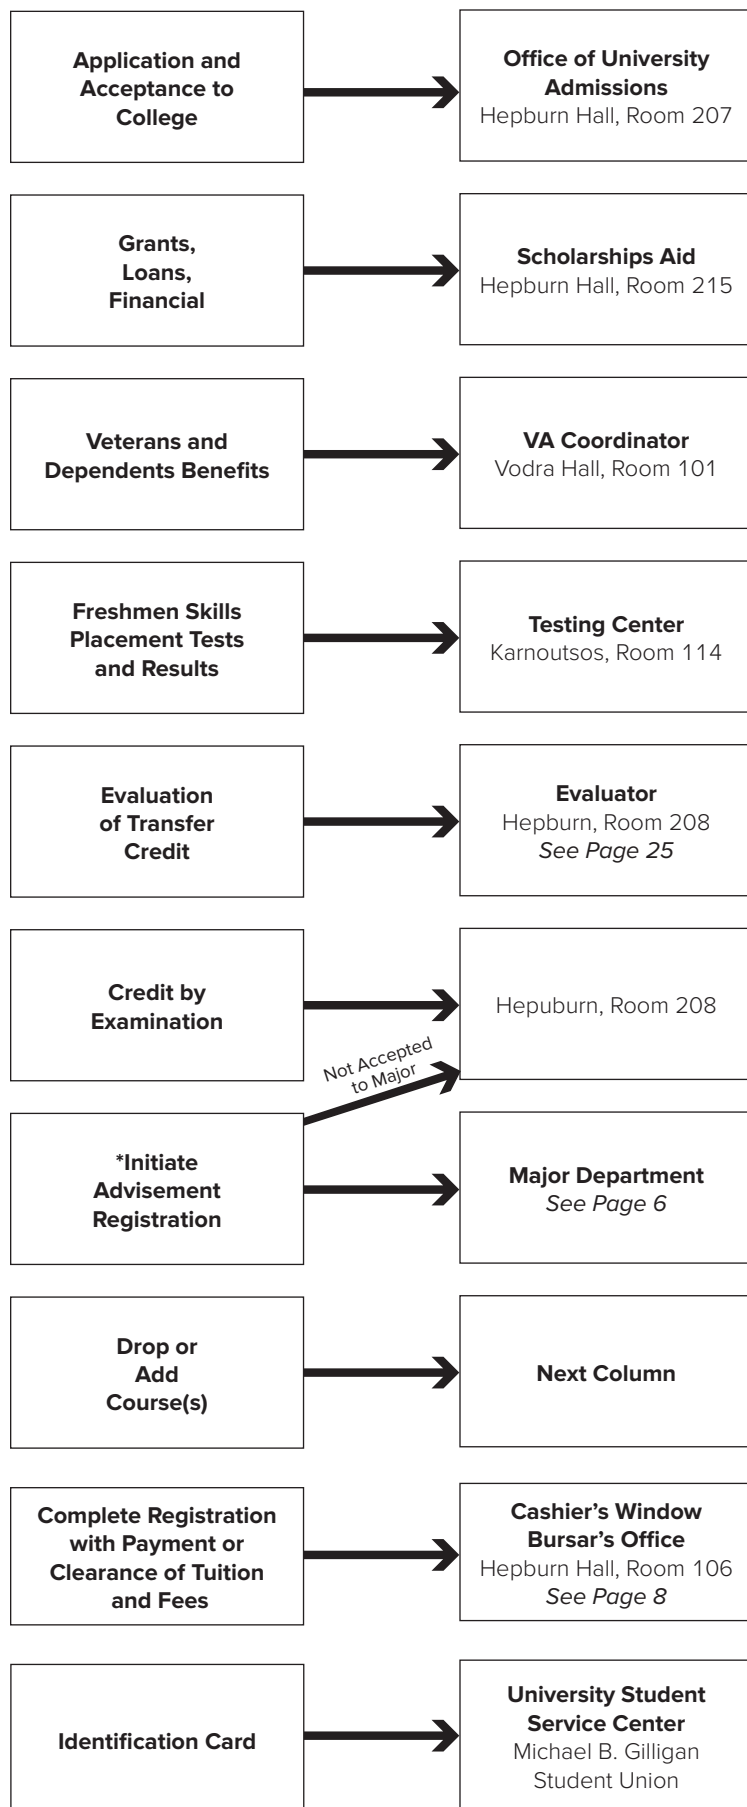 Application and
Acceptance to
College
Office of University
Admissions
Hepburn Hall, Room 207
Grants,
Loans,
Financial
Scholarships Aid
Hepburn Hall, Room 215
Veterans and
Dependents Benefits
VA Coordinator
Vodra Hall, Room 101
Freshmen Skills
Placement Tests
and Results
Testing Center
Karnoutsos, Room 114
Evaluation
of Transfer
Credit
Evaluator
Hepburn, Room 208
See Page 25
Credit by
Examination
Hepuburn, Room 208
Not Accepted
to Major
*Initiate
Advisement
Registration
Major Department
See Page 6
Drop or
Add
Course(s)
Next Column
Complete Registration
with Payment or
Clearance of Tuition
and Fees
Cashier’s Window
Bursar’s Office
Hepburn Hall, Room 106
See Page 8
Identification Card
University Student
Service Center
Michael B. Gilligan
Student Union